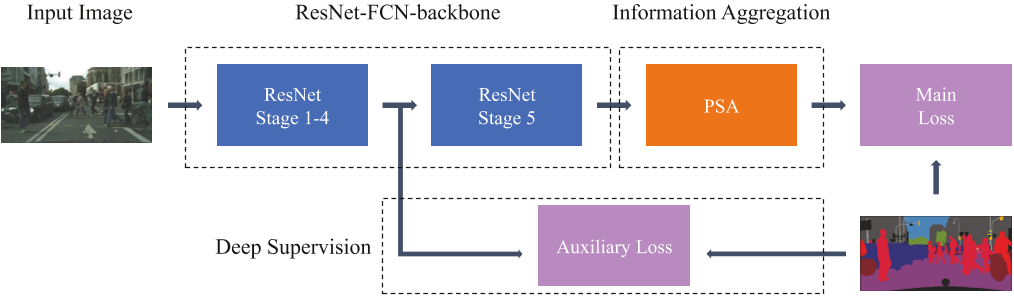 Input Image
ResNet-FCN-backbone
Information Aggregation
ResNet
Stage 1-4
ResNet
Stage 5
PSA
Main
Loss
Deep Supervision
Auxiliary Loss